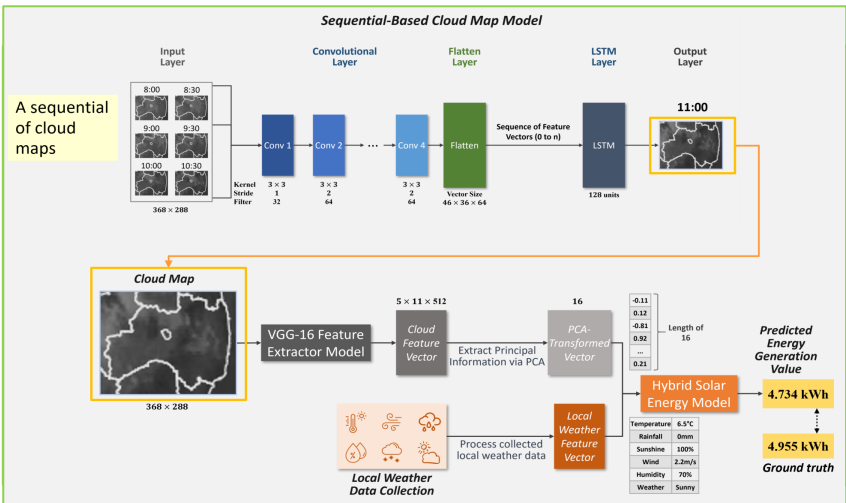 Sequential-Based Cloud Map Model
Input
Layer
Convolutional
Layer
Flatten
Layer
LSTM
Layer
Output
Layer
A sequential
of cloud
maps
8:00
8:30
9:00
9:30
10:00
10:30
368 × 288
Conv 1
Conv 2
...
Conv 4
Flatten
Sequence of Feature
Vectors (0 to n)
LSTM
11:00
Kernel
3 × 3
3 × 3
3 × 3
Stride
1
2
2
Filter
32
64
64
Vector Size
46 × 36 × 64
128 units
Cloud Map
368 × 288
VGG-16 Feature
Extractor Model
5 × 11 × 512
Cloud
Feature
Vector
Extract Principal
Information via PCA
16
PCA-
Transformed
Vector
-0.11
0.12
-0.81
0.92
...
0.21
Length of
16
Predicted
Energy
Generation
Value
Hybrid Solar
Energy Model
4.734 kWh
4.955 kWh
Ground truth
Local Weather
Data Collection
Process collected
local weather data
Local
Weather
Feature
Vector
Temperature 6.5°C
Rainfall 0mm
Sunshine 100%
Wind 2.2m/s
Humidity 70%
Weather Sunny